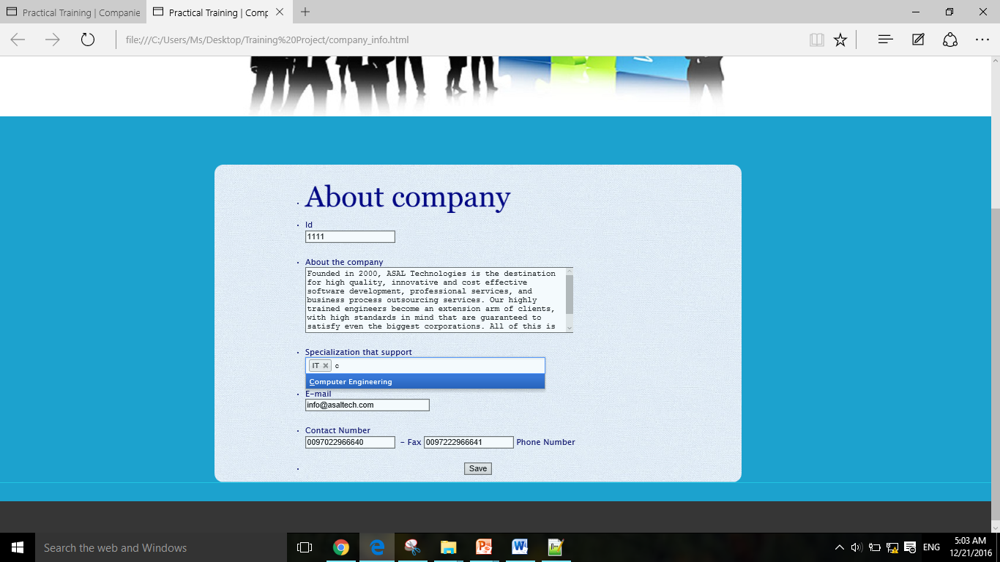 Practical Training | Companie
Practical Training | Comp
file:///C:/Users/Ms/Desktop/Training%20Project/company_info.html
About company
Id
1111
About the company
Founded in 2000, ASAL Technologies is the destination
for high quality, innovative and cost effective
software development, professional services, and
business process outsourcing services. Our highly
trained engineers become an extension arm of clients,
with high standards in mind that are guaranteed to
satisfy even the biggest corporations. All of this is
Specialization that support
IT c
Computer Engineering
E-mail
info@asaltech.com
Contact Number
0097022966640 - Fax 0097222966641 Phone Number
Save
Search the web and Windows
ENG
5:03 AM
12/21/2016